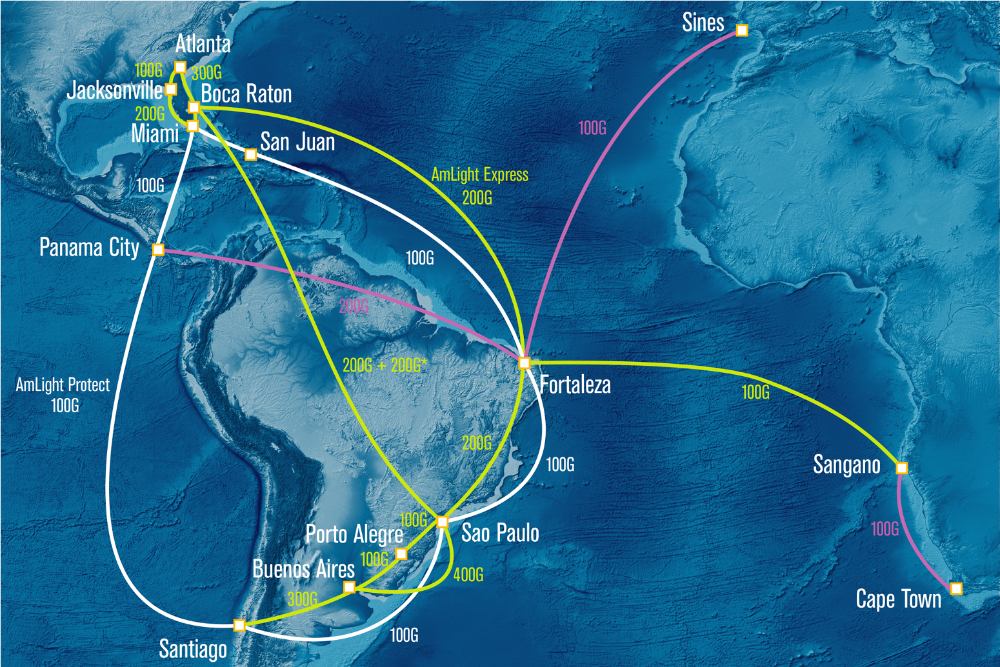 Sines
Atlanta
100G
300G
Jacksonville
Boca Raton
200G
Miami
San Juan
100G
AmLight Express
200G
100G
Panama City
100G
200G
200G + 200G*
Fortaleza
AmLight Protect
100G
100G
200G
100G
Sangano
100G
100G
Porto Alegre
Sao Paulo
100G
Buenos Aires
400G
300G
Cape Town
100G
Santiago